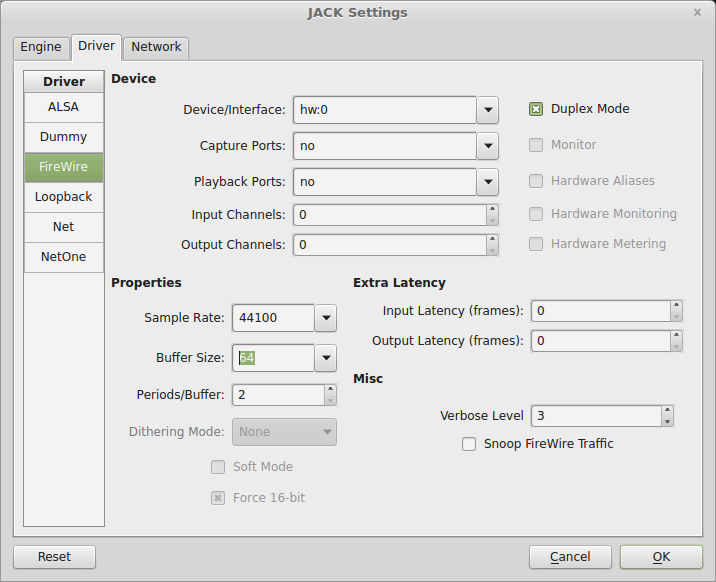 JACK Settings
Engine
Driver
Network
Driver
ALSA
Dummy
FireWire
Loopback
Net
NetOne
Device
Device/Interface: hw:0
Duplex Mode
Capture Ports: no
Monitor
Playback Ports: no
Hardware Aliases
Input Channels: 0
Hardware Monitoring
Output Channels: 0
Hardware Metering
Properties
Sample Rate: 44100
Buffer Size: 64
Periods/Buffer: 2
Dithering Mode: None
Soft Mode
Force 16-bit
Extra Latency
Input Latency (frames): 0
Output Latency (frames): 0
Misc
Verbose Level 3
Snoop FireWire Traffic
Reset
Cancel
OK